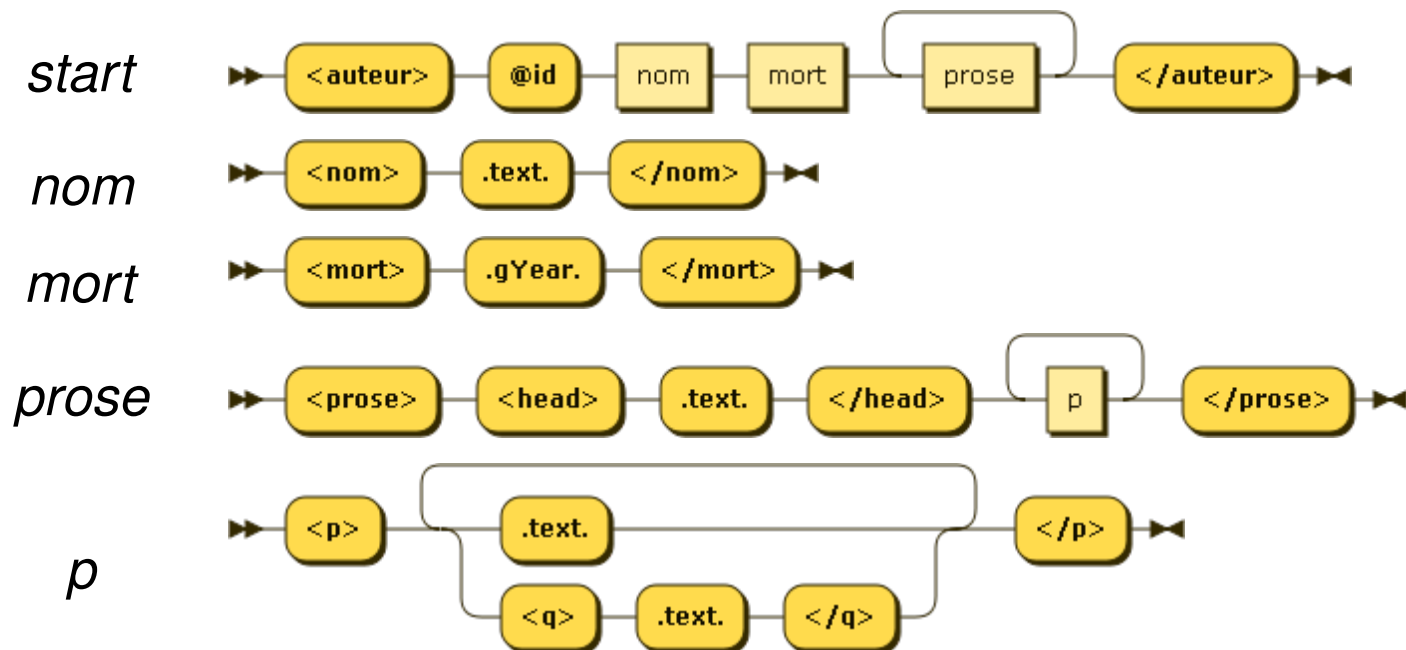 start <auteur> @id nom mort prose </auteur>
nom <nom> .text. </nom>
mort <mort> .gYear. </mort>
prose <prose> <head> .text. </head> p </prose>
p <p> .text. </p>
<q> .text. </q>